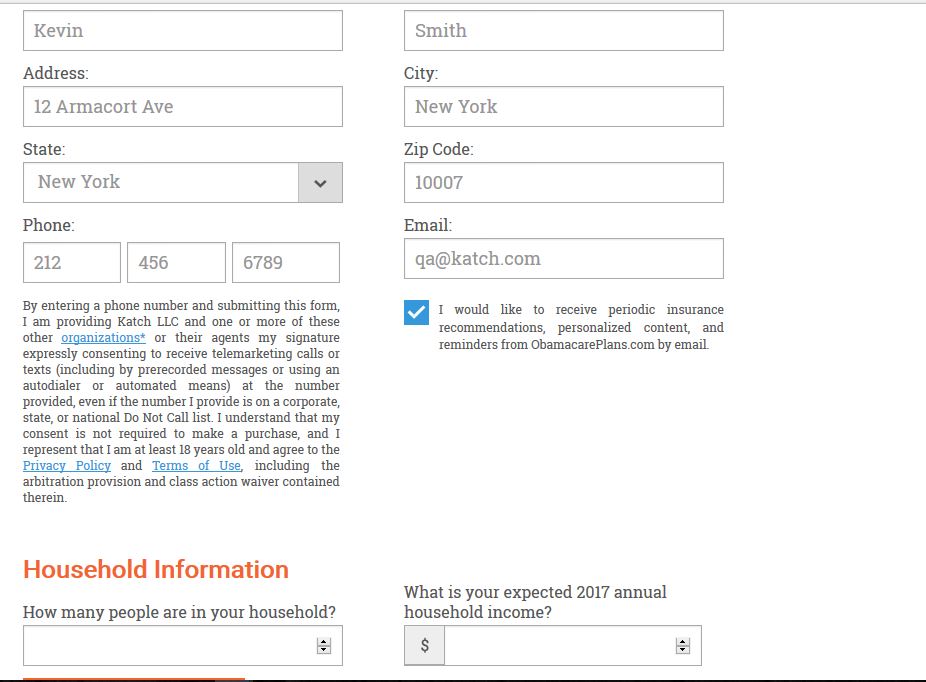 Kevin
Smith
Address:
City:
12 Armacort Ave
New York
State:
Zip Code:
New York
10007
Phone:
Email:
212
456
6789
qa@katch.com
By entering a phone number and submitting this form,
I am providing Katch LLC and one or more of these
other organizations* or their agents my signature
expressly consenting to receive telemarketing calls or
texts (including by prerecorded messages or using an
autodialer or automated means) at the number
provided, even if the number I provide is on a corporate,
state, or national Do Not Call list. I understand that my
consent is not required to make a purchase, and I
represent that I am at least 18 years old and agree to the
Privacy Policy and Terms of Use, including the
arbitration provision and class action waiver contained
therein.
I would like to receive periodic insurance
recommendations, personalized content, and
reminders from ObamacarePlans.com by email.
Household Information
How many people are in your household?
What is your expected 2017 annual
household income?
$